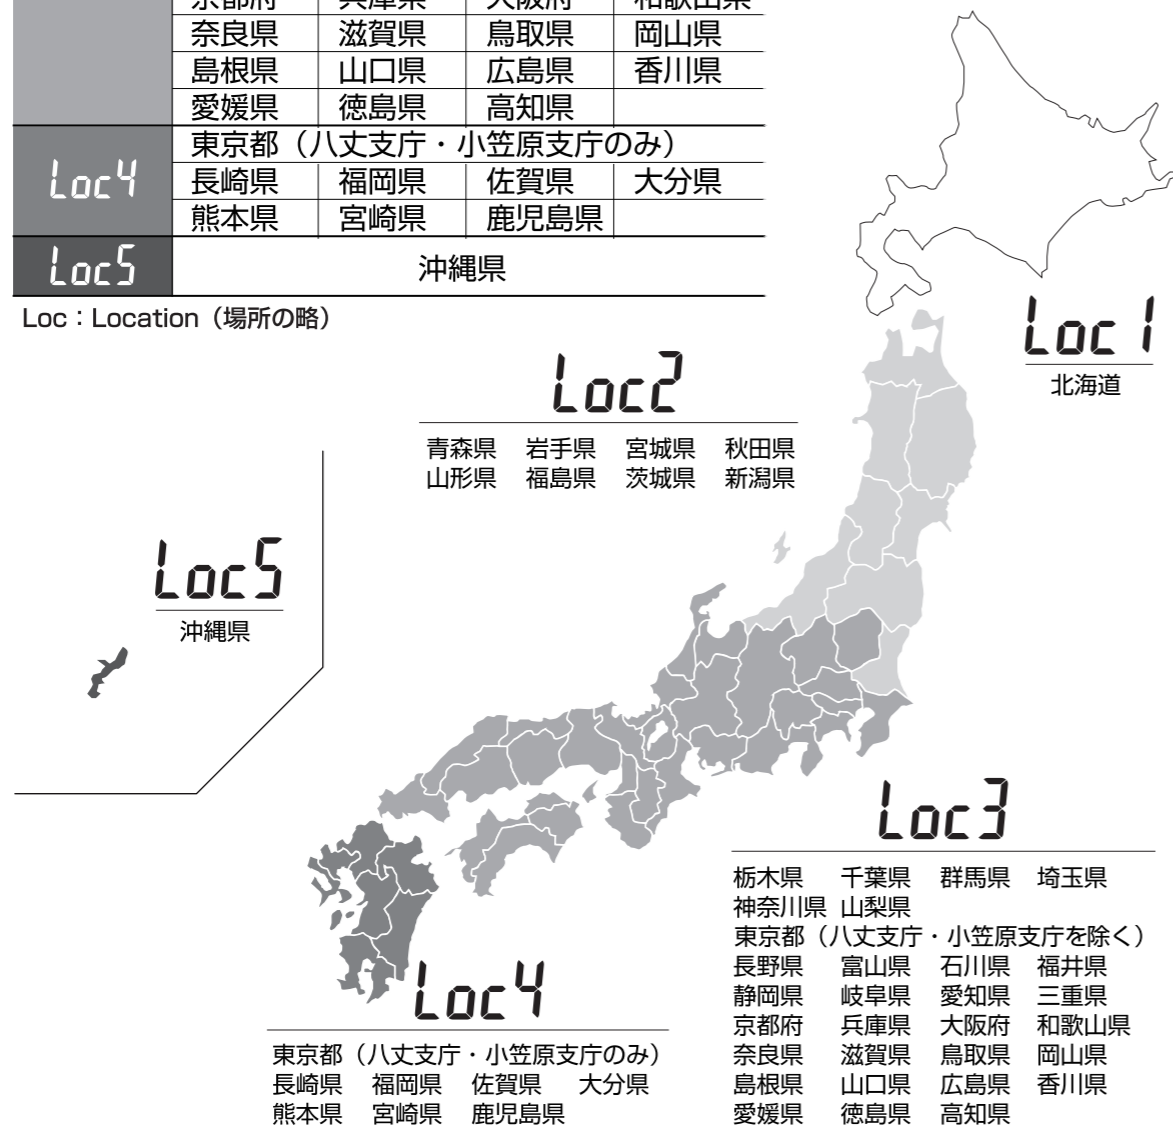 京都府 兵庫県 大阪府 和歌山県
奈良県 滋賀県 鳥取県 岡山県
島根県 山口県 広島県 香川県
愛媛県 徳島県 高知県
Loc4
東京都（八丈支庁・小笠原支庁のみ）
長崎県 福岡県 佐賀県 大分県
熊本県 宮崎県 鹿児島県
Loc5 沖縄県
Loc：Location（場所の略）
Loc1
北海道
Loc2
青森県 岩手県 宮城県 秋田県
山形県 福島県 茨城県 新潟県
Loc5
沖縄県
Loc3
栃木県 千葉県 群馬県 埼玉県
神奈川県 山梨県
東京都（八丈支庁・小笠原支庁を除く）
長野県 富山県 石川県 福井県
静岡県 岐阜県 愛知県 三重県
京都府 兵庫県 大阪府 和歌山県
奈良県 滋賀県 鳥取県 岡山県
島根県 山口県 広島県 香川県
愛媛県 徳島県 高知県
Loc4
東京都（八丈支庁・小笠原支庁のみ）
長崎県 福岡県 佐賀県 大分県
熊本県 宮崎県 鹿児島県